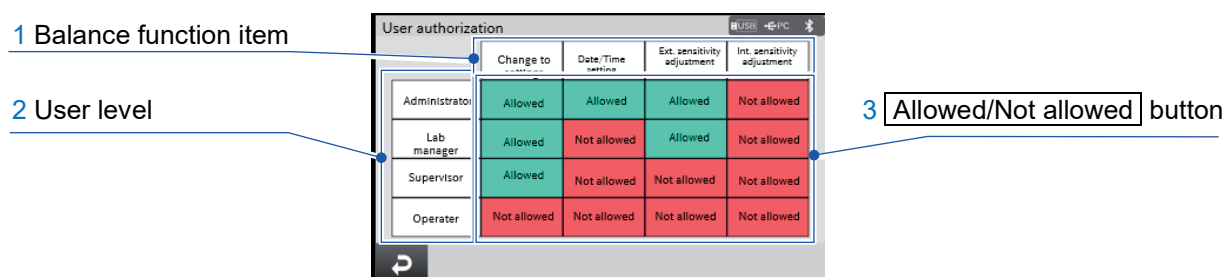 User authorization
USB PC
1 Balance function item
Change to
Date/Time
setting
Ext. sensitivity
adjustment
Int. sensitivity
adjustment
2 User level
3 Allowed/Not allowed button
Administrator Allowed Allowed Allowed Not allowed
Lab
manager
Allowed Not allowed Allowed Not allowed
Supervisor Allowed Not allowed Not allowed Not allowed
Operater Not allowed Not allowed Not allowed Not allowed